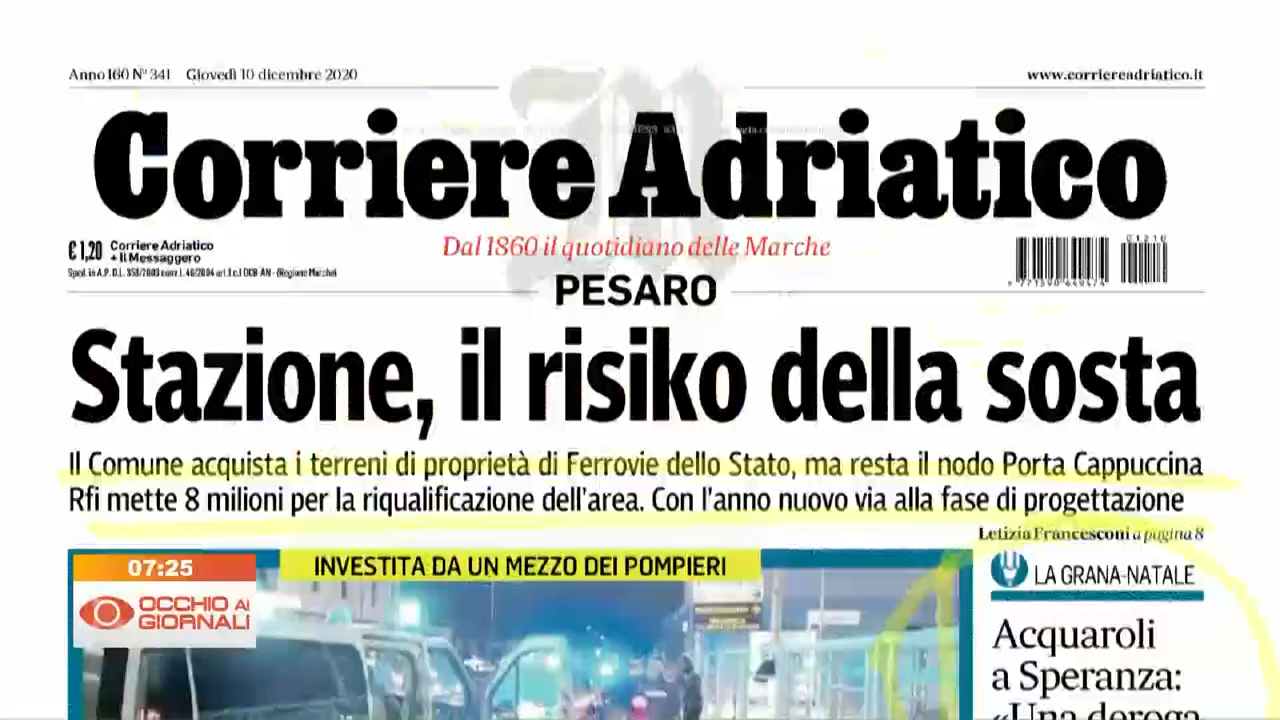 Anno 160 N° 341 Giovedì 10 dicembre 2020
www.corriereadriatico.it
Corriere Adriatico
€ 1,20 Corriere Adriatico
+ Il Messaggero
Dal 1860 il quotidiano delle Marche
PESARO
Stazione, il risiko della sosta
Il Comune acquista i terreni di proprietà di Ferrovie dello Stato, ma resta il nodo Porta Cappuccina
Rfi mette 8 milioni per la riqualificazione dell'area. Con l'anno nuovo via alla fase di progettazione
Letizia Francesconi a pagina 8
INVESTITA DA UN MEZZO DEI POMPIERI
07:25
OCCHIO AI
GIORNALI
LA GRANA-NATALE
Acquaroli
a Speranza:
«Una deroga